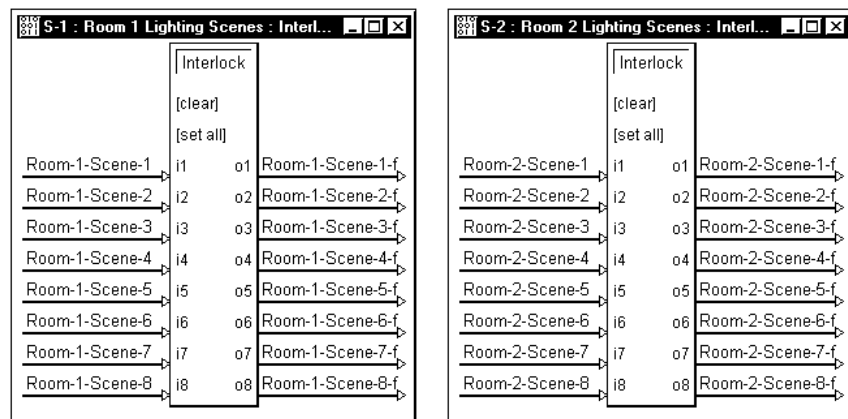 S-1 : Room 1 Lighting Scenes : Interl...
Interlock
[clear]
[set all]
Room-1-Scene-1 i1 o1 Room-1-Scene-1-f
Room-1-Scene-2 i2 o2 Room-1-Scene-2-f
Room-1-Scene-3 i3 o3 Room-1-Scene-3-f
Room-1-Scene-4 i4 o4 Room-1-Scene-4-f
Room-1-Scene-5 i5 o5 Room-1-Scene-5-f
Room-1-Scene-6 i6 o6 Room-1-Scene-6-f
Room-1-Scene-7 i7 o7 Room-1-Scene-7-f
Room-1-Scene-8 i8 o8 Room-1-Scene-8-f
S-2 : Room 2 Lighting Scenes : Interl...
Interlock
[clear]
[set all]
Room-2-Scene-1 i1 o1 Room-2-Scene-1-f
Room-2-Scene-2 i2 o2 Room-2-Scene-2-f
Room-2-Scene-3 i3 o3 Room-2-Scene-3-f
Room-2-Scene-4 i4 o4 Room-2-Scene-4-f
Room-2-Scene-5 i5 o5 Room-2-Scene-5-f
Room-2-Scene-6 i6 o6 Room-2-Scene-6-f
Room-2-Scene-7 i7 o7 Room-2-Scene-7-f
Room-2-Scene-8 i8 o8 Room-2-Scene-8-f